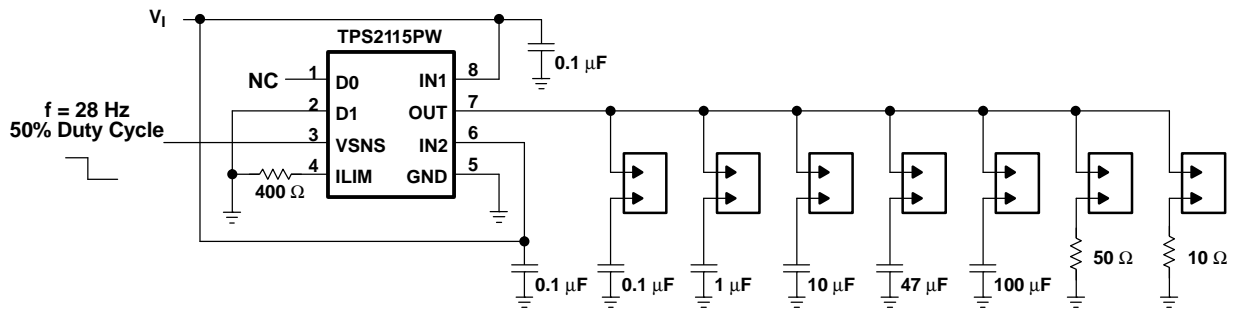 VI
TPS2115PW
0.1 µF
NC
1 D0 IN1 8
f = 28 Hz
50% Duty Cycle
2 D1 OUT 7
3 VSNS IN2 6
4 ILIM GND 5
400 Ω
50 Ω
10 Ω
0.1 µF
0.1 µF
1 µF
10 µF
47 µF
100 µF